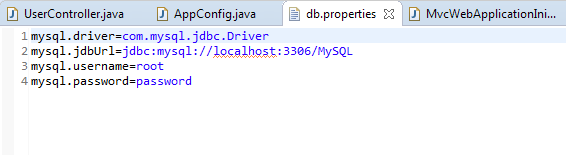 UserController.java AppConfig.java db.properties MvcWebApplicationIni...
1 mysql.driver=com.mysql.jdbc.Driver
2 mysql.jdbUrl=jdbc:mysql://localhost:3306/MySQL
3 mysql.username=root
4 mysql.password=password